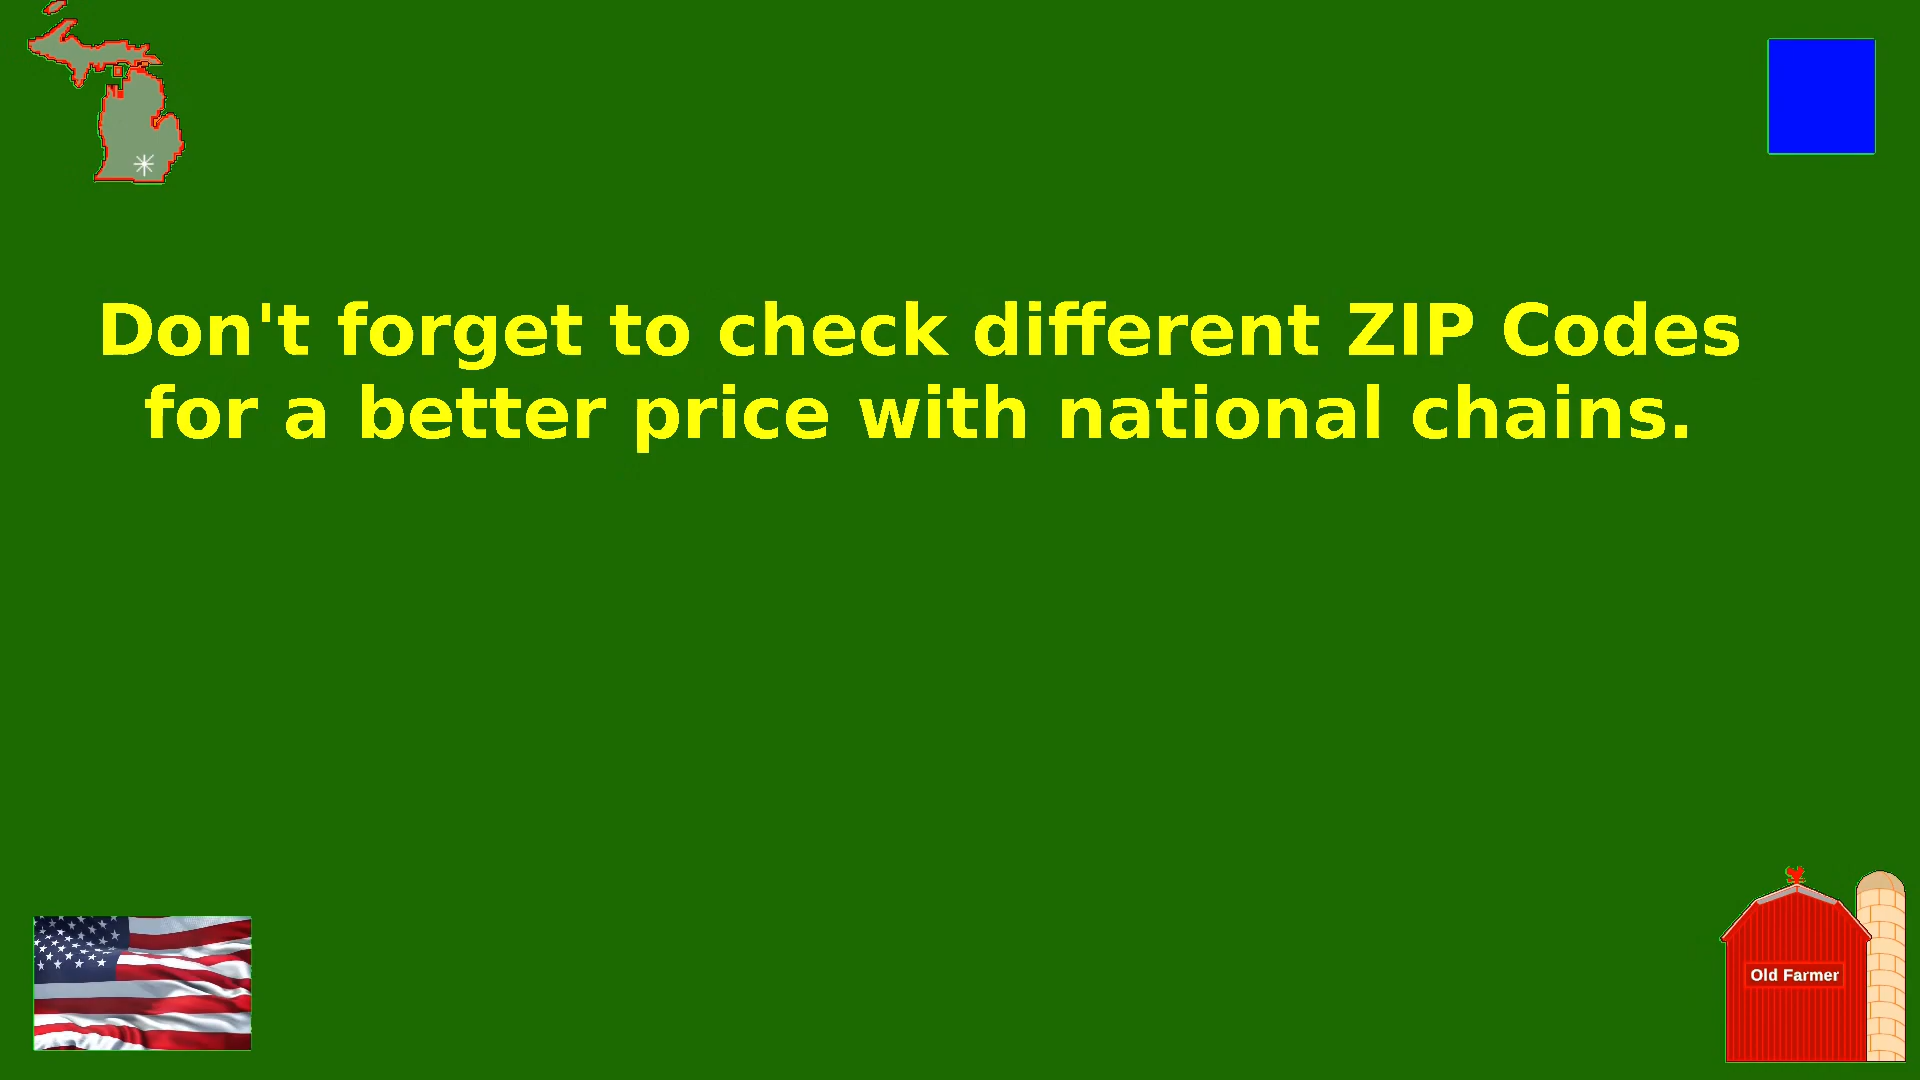 Don't forget to check different ZIP Codes
for a better price with national chains.
Old Farmer